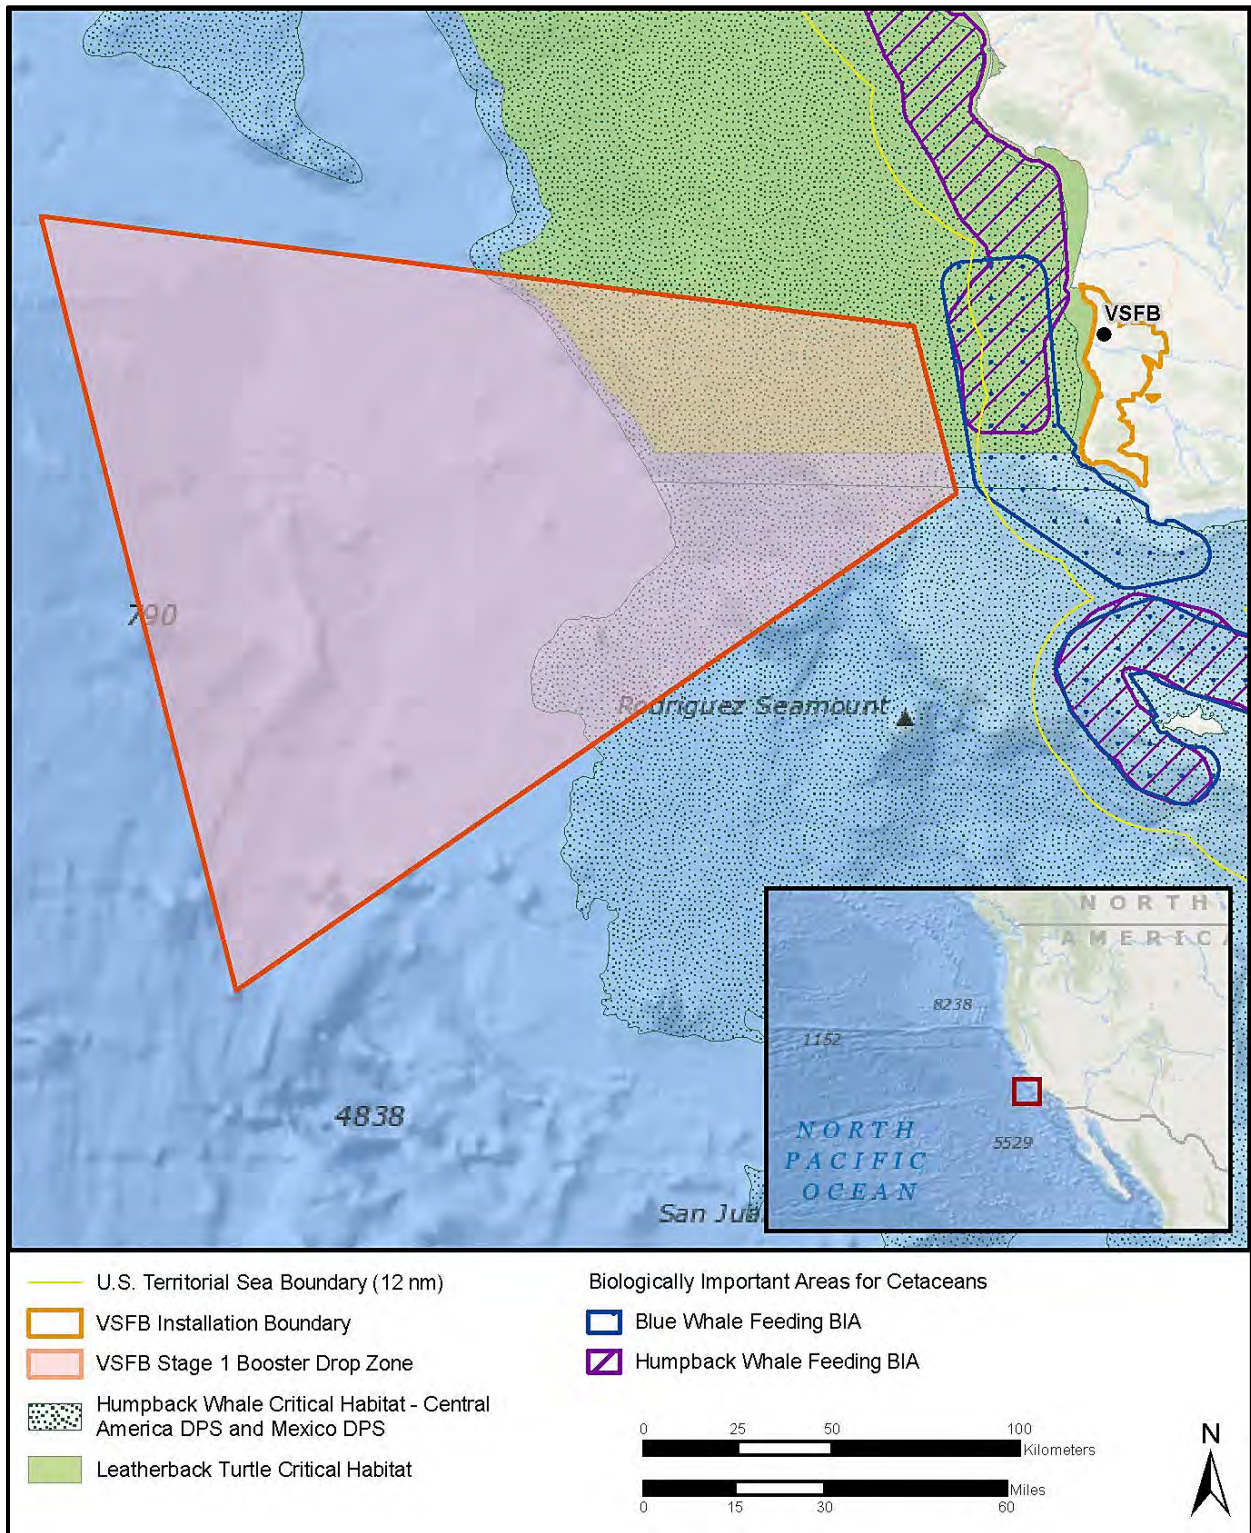 VSFB
790
Rodriguez Seamount
NORTH
AMERICA
8238
1152
NORTH
PACIFIC
OCEAN
5529
4838
San Jua
U.S. Territorial Sea Boundary (12 nm)
VSFB Installation Boundary
VSFB Stage 1 Booster Drop Zone
Humpback Whale Critical Habitat - Central
America DPS and Mexico DPS
Leatherback Turtle Critical Habitat
Biologically Important Areas for Cetaceans
Blue Whale Feeding BIA
Humpback Whale Feeding BIA
0 25 50 100
Kilometers
Miles
0 15 30 60
N